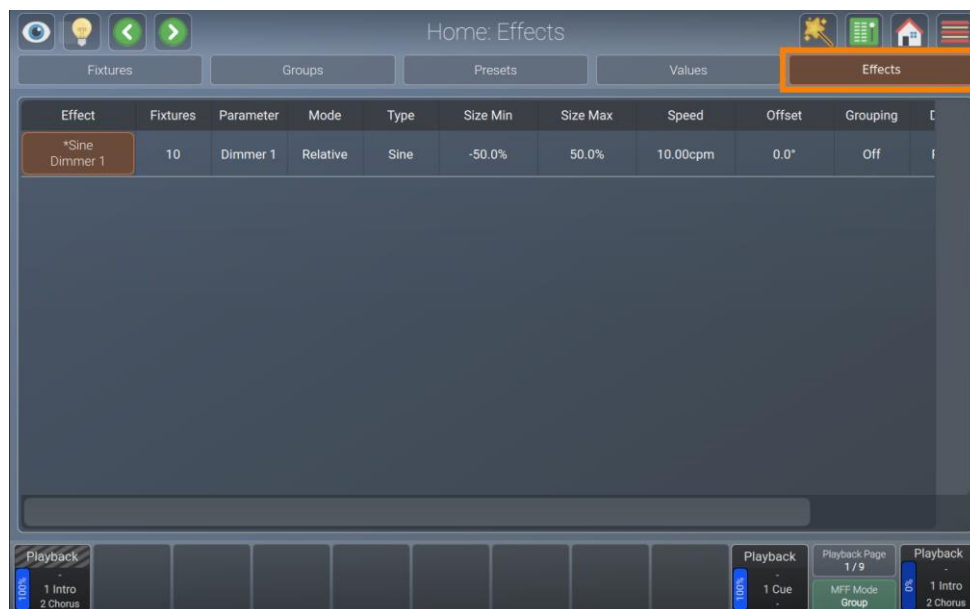 Home: Effects
Fixtures Groups Presets Values Effects
Effect Fixtures Parameter Mode Type Size Min Size Max Speed Offset Grouping
*Sine
Dimmer 1 10 Dimmer 1 Relative Sine -50.0% 50.0% 10.00cpm 0.0° Off
Playback
-
100%
1 Intro
2 Chorus
Playback
-
100%
1 Cue
-
Playback Page
1 / 9
MFF Mode
Group
Playback
-
0%
1 Intro
2 Chorus